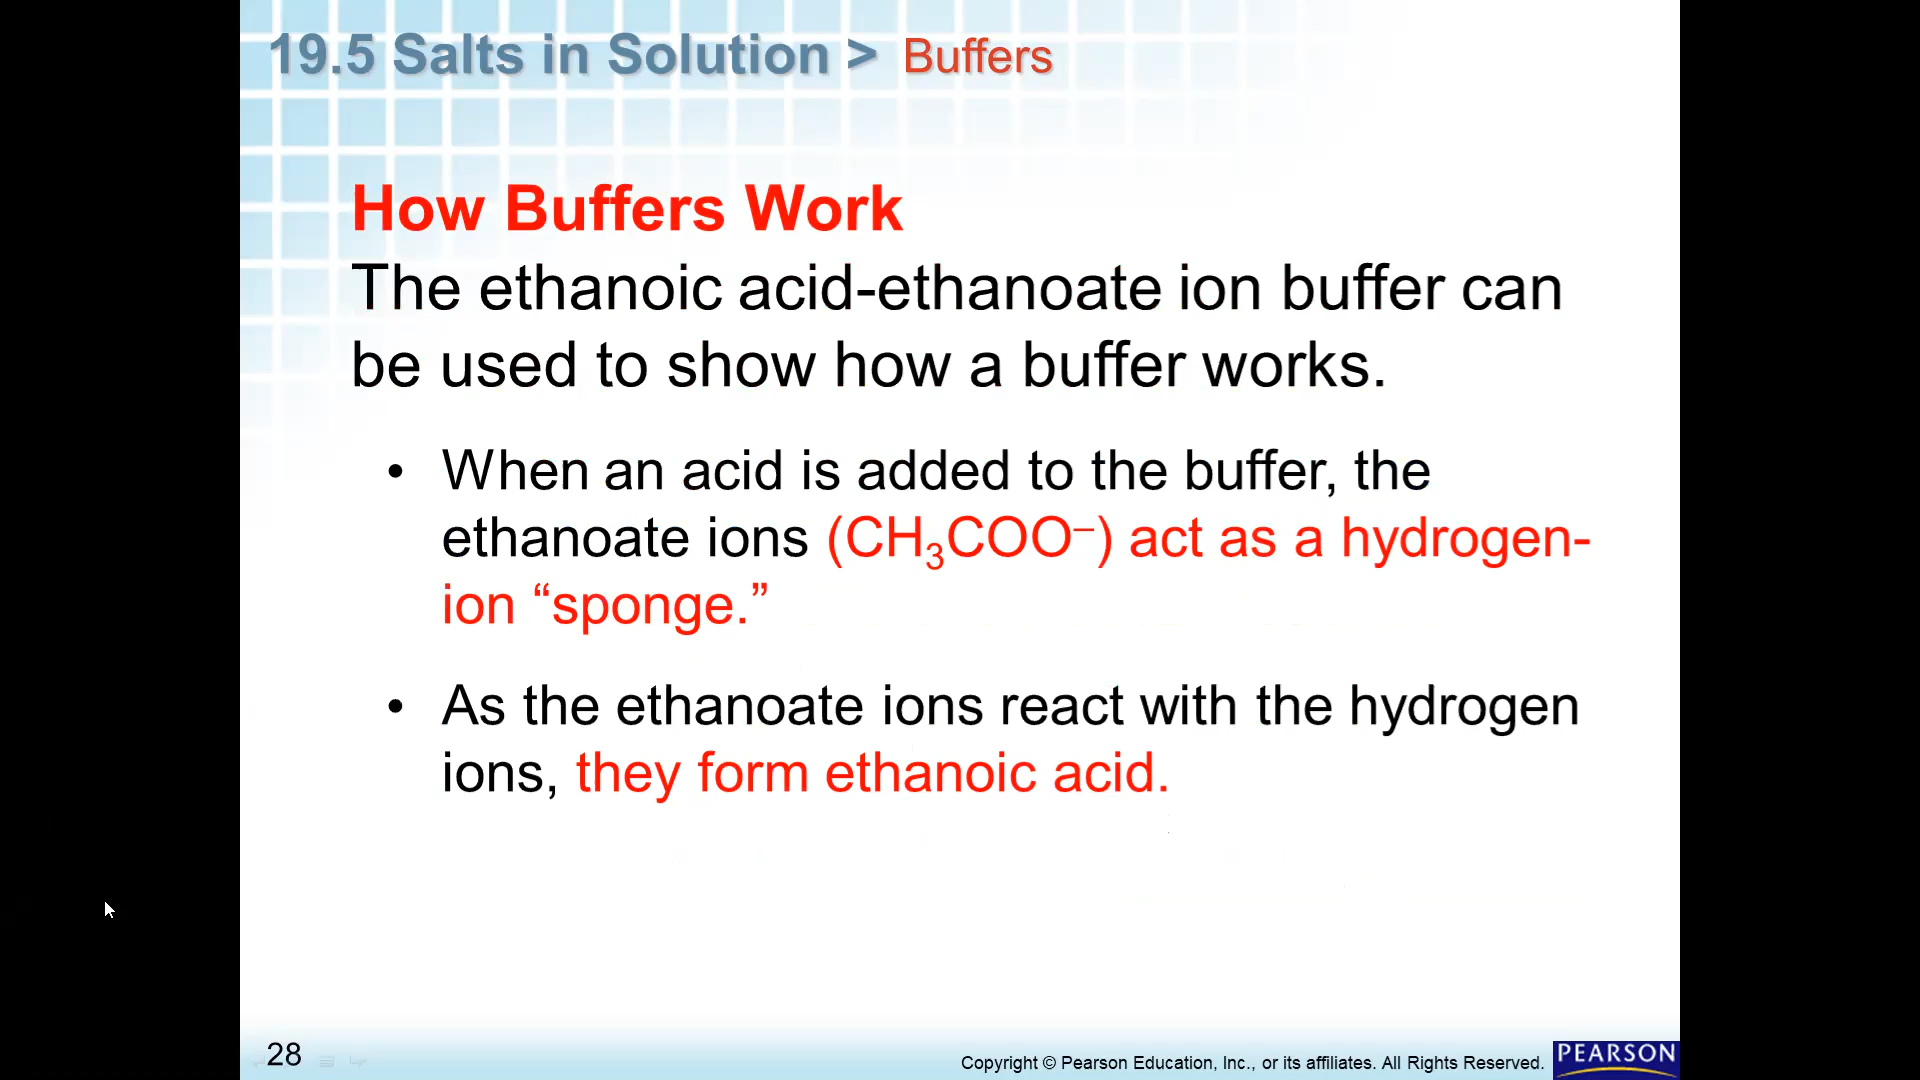 19.5 Salts in Solution > Buffers
How Buffers Work
The ethanoic acid-ethanoate ion buffer can
be used to show how a buffer works.
• When an acid is added to the buffer, the
ethanoate ions (CH₃COO⁻) act as a hydrogen-
ion “sponge.”
• As the ethanoate ions react with the hydrogen
ions, they form ethanoic acid.
28
Copyright © Pearson Education, Inc., or its affiliates. All Rights Reserved.
PEARSON